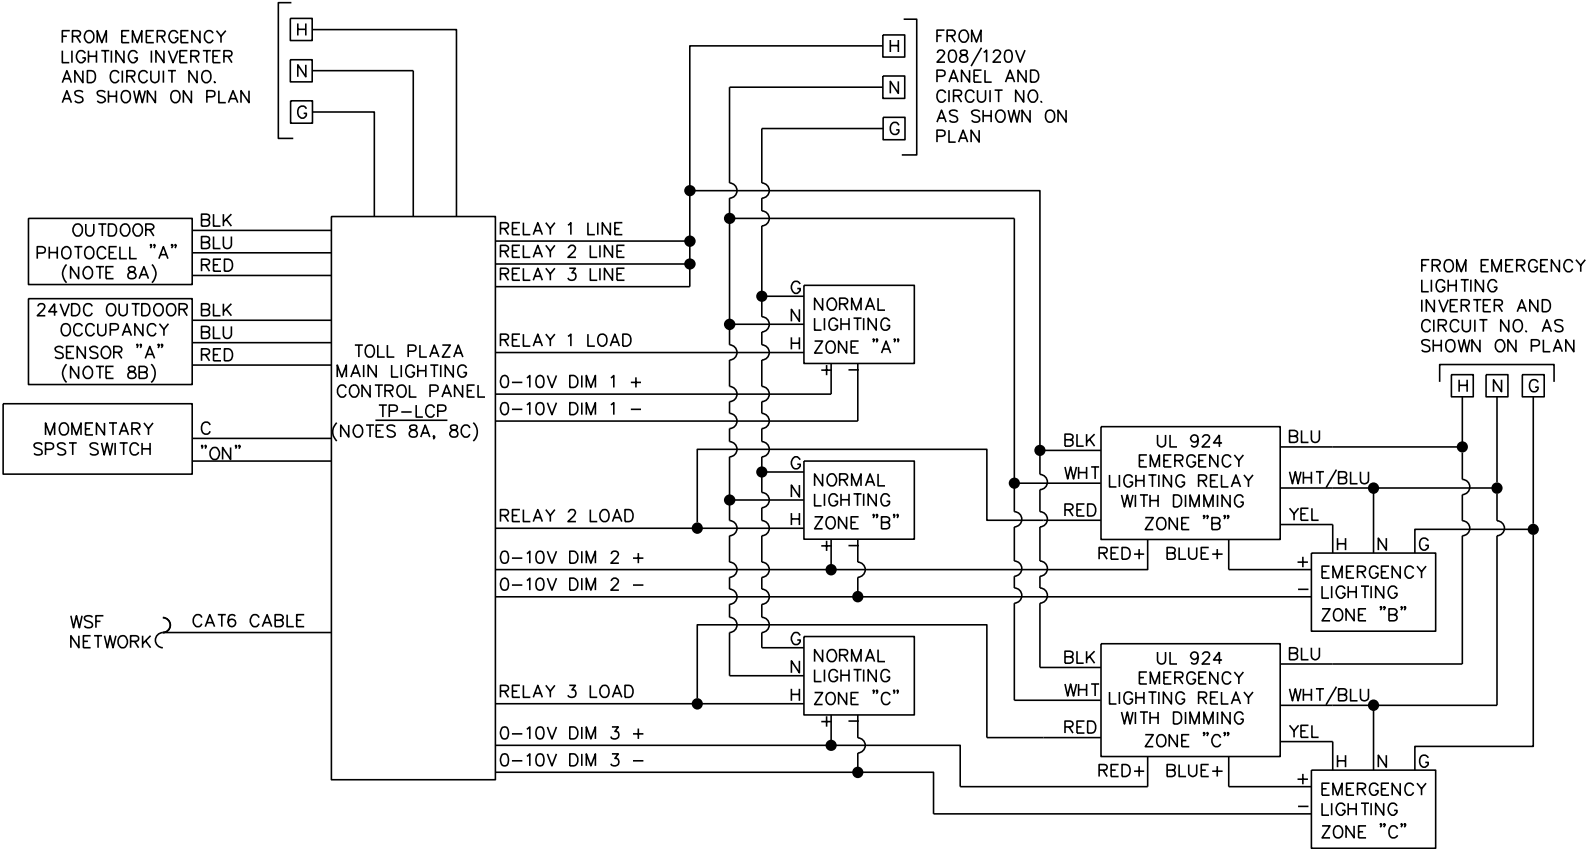 FROM EMERGENCY
LIGHTING INVERTER
AND CIRCUIT NO.
AS SHOWN ON PLAN
H
N
G
H
N
G
FROM
208/120V
PANEL AND
CIRCUIT NO.
AS SHOWN ON
PLAN
OUTDOOR
PHOTOCELL "A"
(NOTE 8A)
BLK
BLU
RED
24VDC OUTDOOR
OCCUPANCY
SENSOR "A"
(NOTE 8B)
BLK
BLU
RED
MOMENTARY
SPST SWITCH
C
"ON"
WSF
NETWORK
CAT6 CABLE
TOLL PLAZA
MAIN LIGHTING
CONTROL PANEL
TP-LCP
(NOTES 8A, 8C)
RELAY 1 LINE
RELAY 2 LINE
RELAY 3 LINE
RELAY 1 LOAD
0-10V DIM 1 +
0-10V DIM 1 -
RELAY 2 LOAD
0-10V DIM 2 +
0-10V DIM 2 -
RELAY 3 LOAD
0-10V DIM 3 +
0-10V DIM 3 -
G
N
H
NORMAL
LIGHTING
ZONE "A"
+ -
G
N
H
NORMAL
LIGHTING
ZONE "B"
+ -
G
N
H
NORMAL
LIGHTING
ZONE "C"
+ -
FROM EMERGENCY
LIGHTING
INVERTER AND
CIRCUIT NO. AS
SHOWN ON PLAN
H N G
BLK
WHT
RED
UL 924
EMERGENCY
LIGHTING RELAY
WITH DIMMING
ZONE "B"
BLU
WHT/BLU
YEL
RED+ BLUE+
H N G
+
-
EMERGENCY
LIGHTING
ZONE "B"
BLK
WHT
RED
UL 924
EMERGENCY
LIGHTING RELAY
WITH DIMMING
ZONE "C"
BLU
WHT/BLU
YEL
RED+ BLUE+
H N G
+
-
EMERGENCY
LIGHTING
ZONE "C"